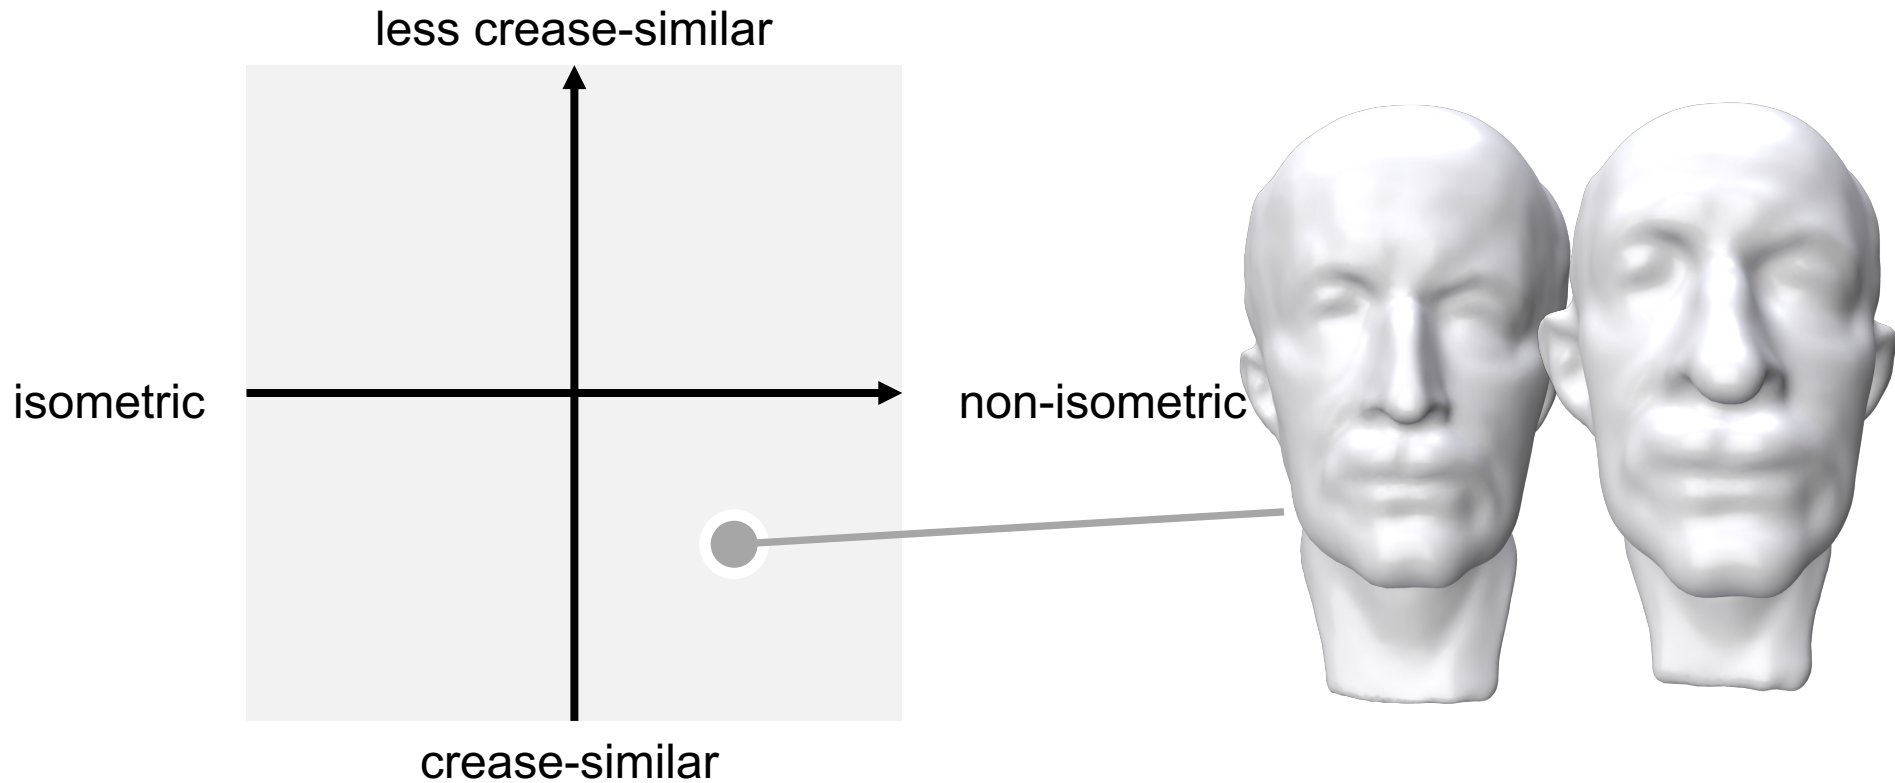 less crease-similar
isometric
non-isometric
crease-similar